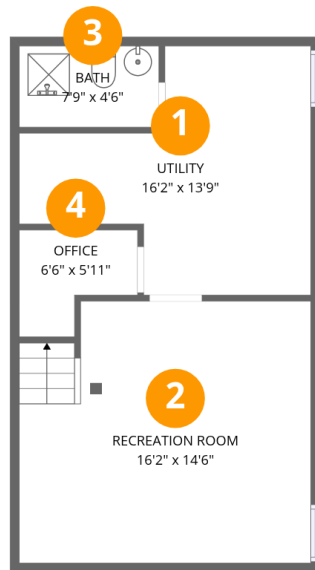 3
BATH
7'9" x 4'6"
1
UTILITY
16'2" x 13'9"
4
OFFICE
6'6" x 5'11"
2
RECREATION ROOM
16'2" x 14'6"